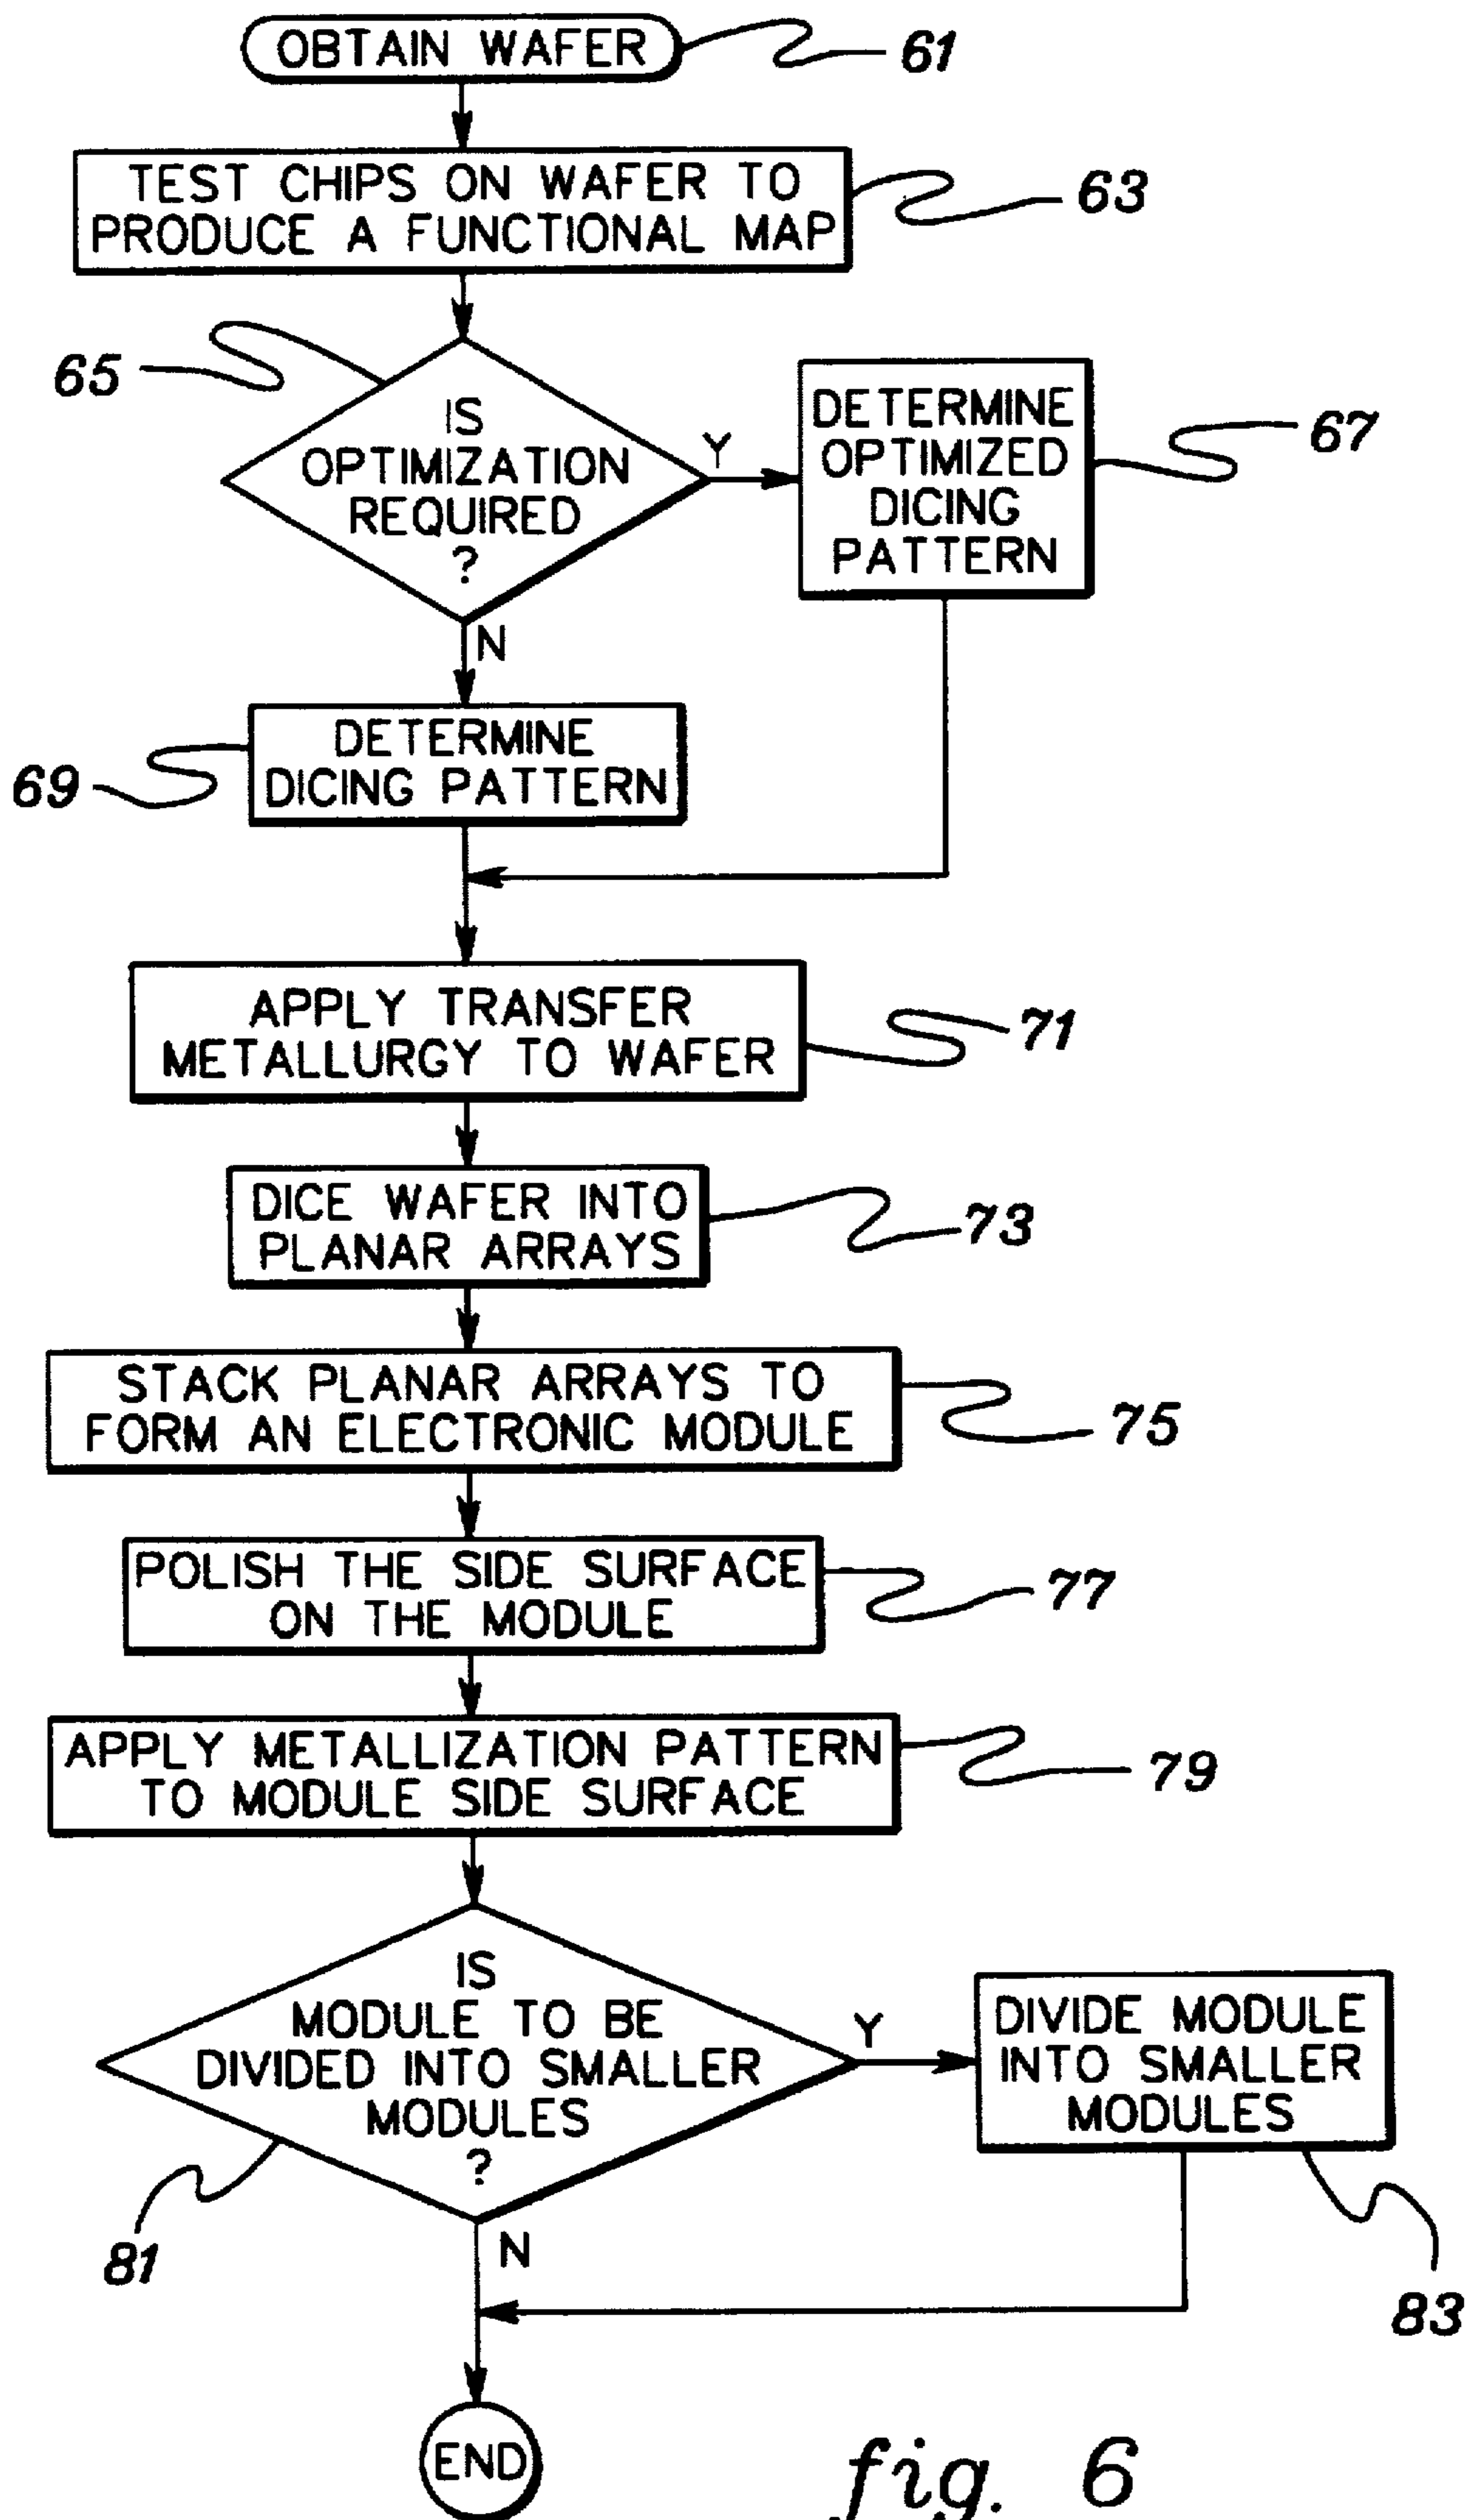 OBTAIN WAFER
61
TEST CHIPS ON WAFER TO
PRODUCE A FUNCTIONAL MAP
63
65
IS
OPTIMIZATION
REQUIRED
?
Y
N
DETERMINE
OPTIMIZED
DICING
PATTERN
67
DETERMINE
DICING PATTERN
69
APPLY TRANSFER
METALLURGY TO WAFER
71
DICE WAFER INTO
PLANAR ARRAYS
73
STACK PLANAR ARRAYS TO
FORM AN ELECTRONIC MODULE
75
POLISH THE SIDE SURFACE
ON THE MODULE
77
APPLY METALLIZATION PATTERN
TO MODULE SIDE SURFACE
79
IS
MODULE TO BE
DIVIDED INTO SMALLER
MODULES
?
Y
N
81
DIVIDE MODULE
INTO SMALLER
MODULES
83
END
fig. 6